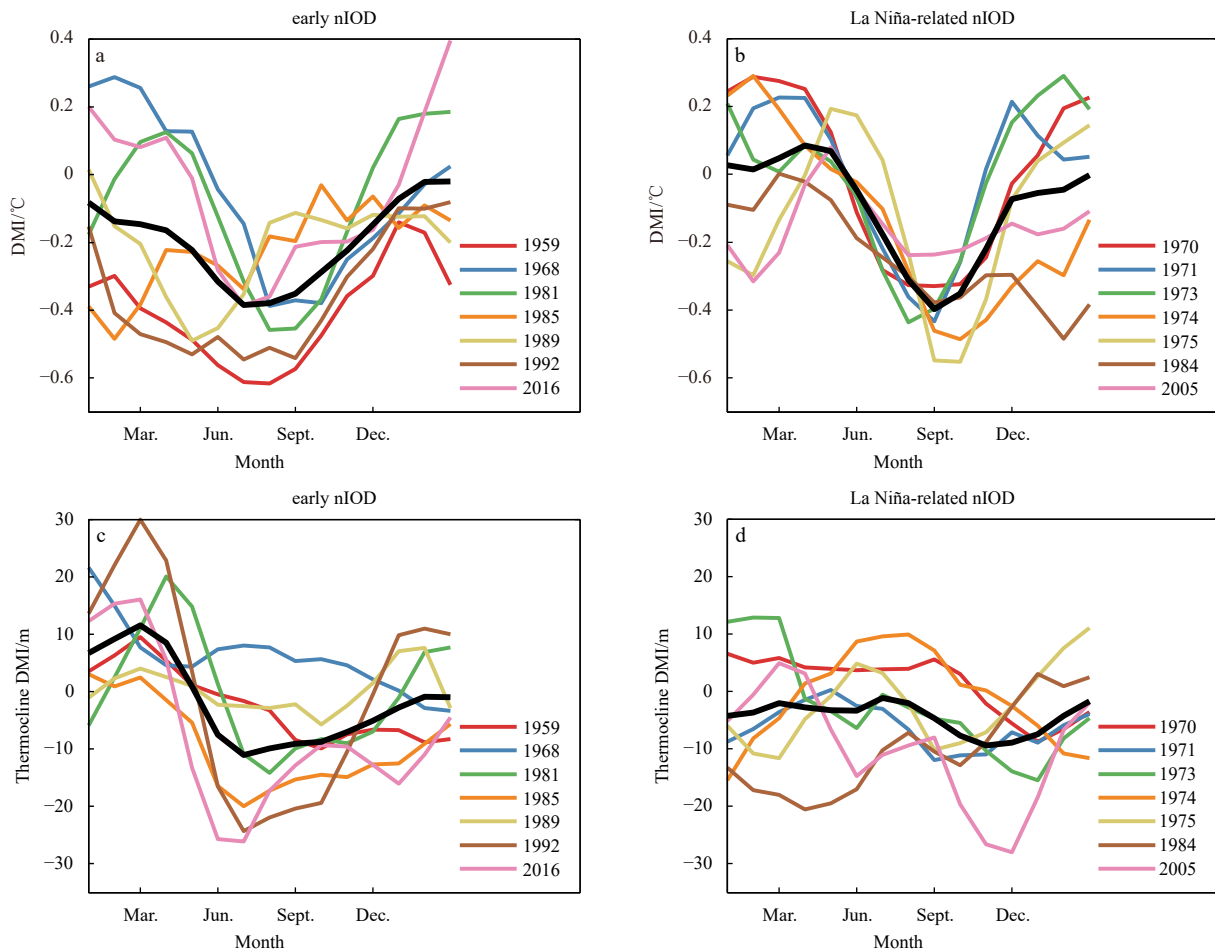 early nIOD
a
DMI/℃
0.4
0.2
0
−0.2
−0.4
−0.6
Mar.
Jun.
Sept.
Dec.
Month
1959
1968
1981
1985
1989
1992
2016
La Niña-related nIOD
b
DMI/℃
0.4
0.2
0
−0.2
−0.4
−0.6
Mar.
Jun.
Sept.
Dec.
Month
1970
1971
1973
1974
1975
1984
2005
early nIOD
c
Thermocline DMI/m
30
20
10
0
−10
−20
−30
Mar.
Jun.
Sept.
Dec.
Month
1959
1968
1981
1985
1989
1992
2016
La Niña-related nIOD
d
Thermocline DMI/m
30
20
10
0
−10
−20
−30
Mar.
Jun.
Sept.
Dec.
Month
1970
1971
1973
1974
1975
1984
2005